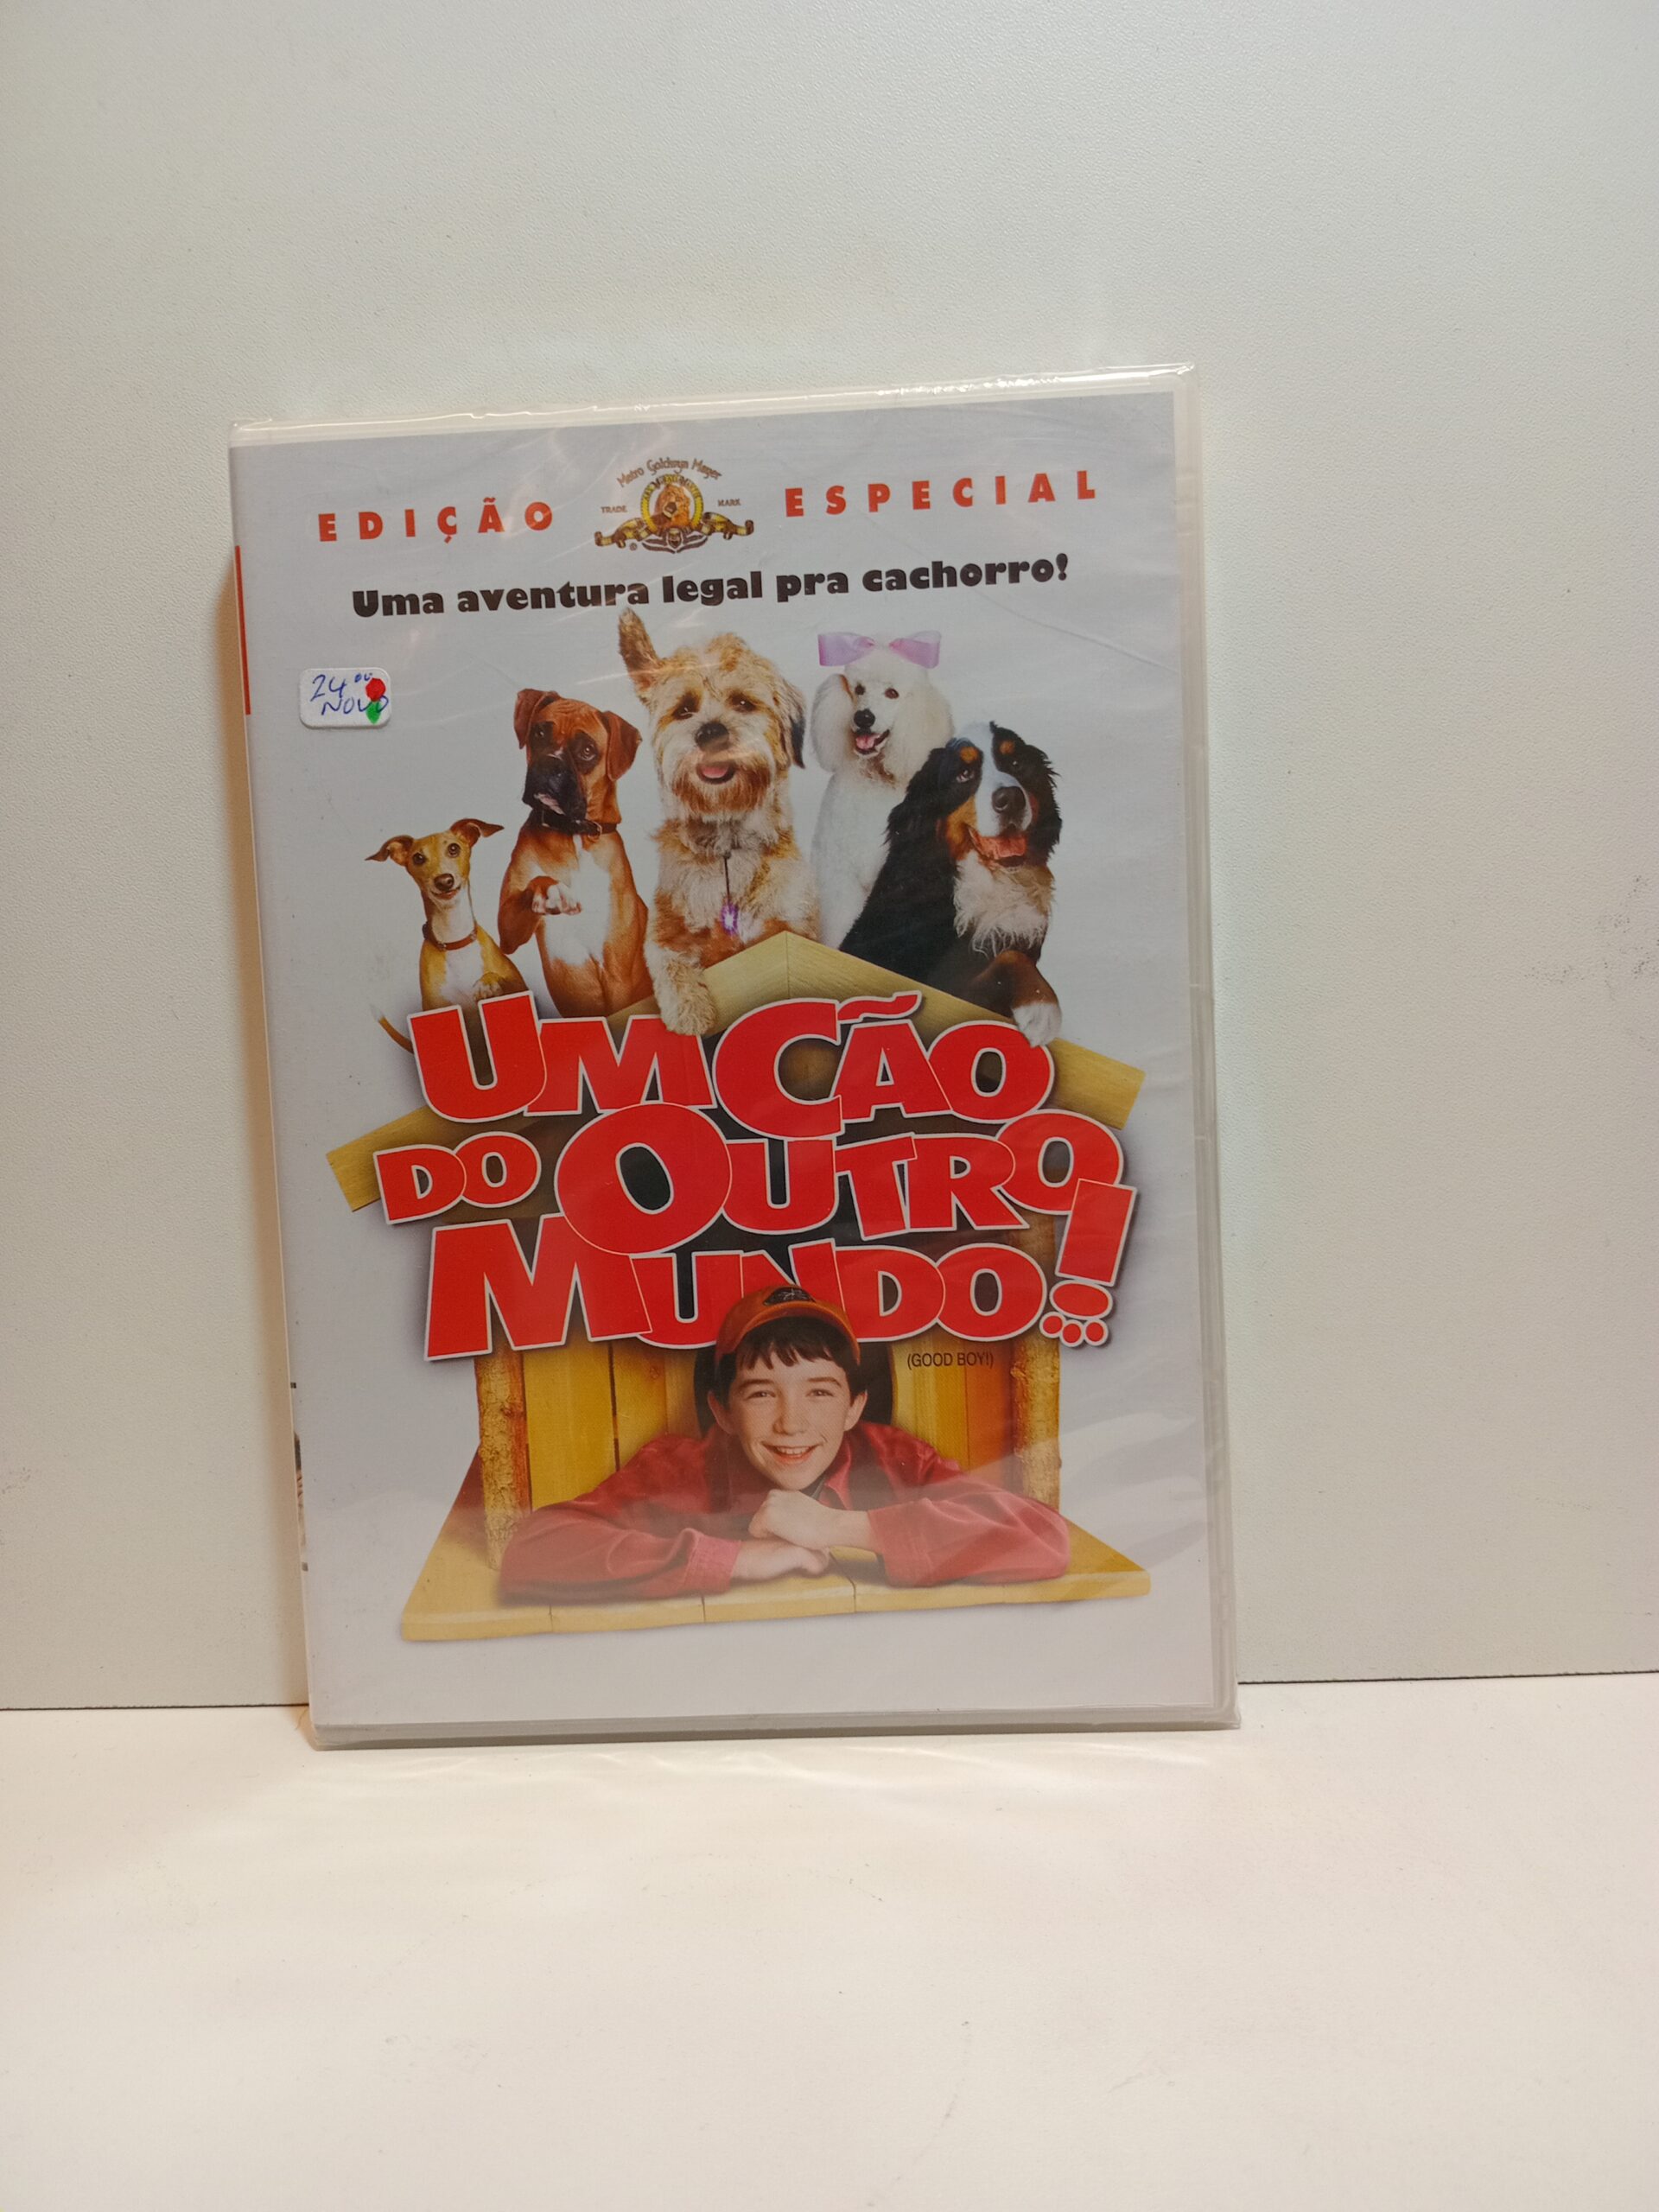 EDIÇÃO ESPECIAL
Metro Goldwyn Mayer
TRADE MARK
®
Uma aventura legal pra cachorro!
24 00
NOVO
UM CÃO
DO OUTRO
MUNDO...!
(GOOD BOY!)